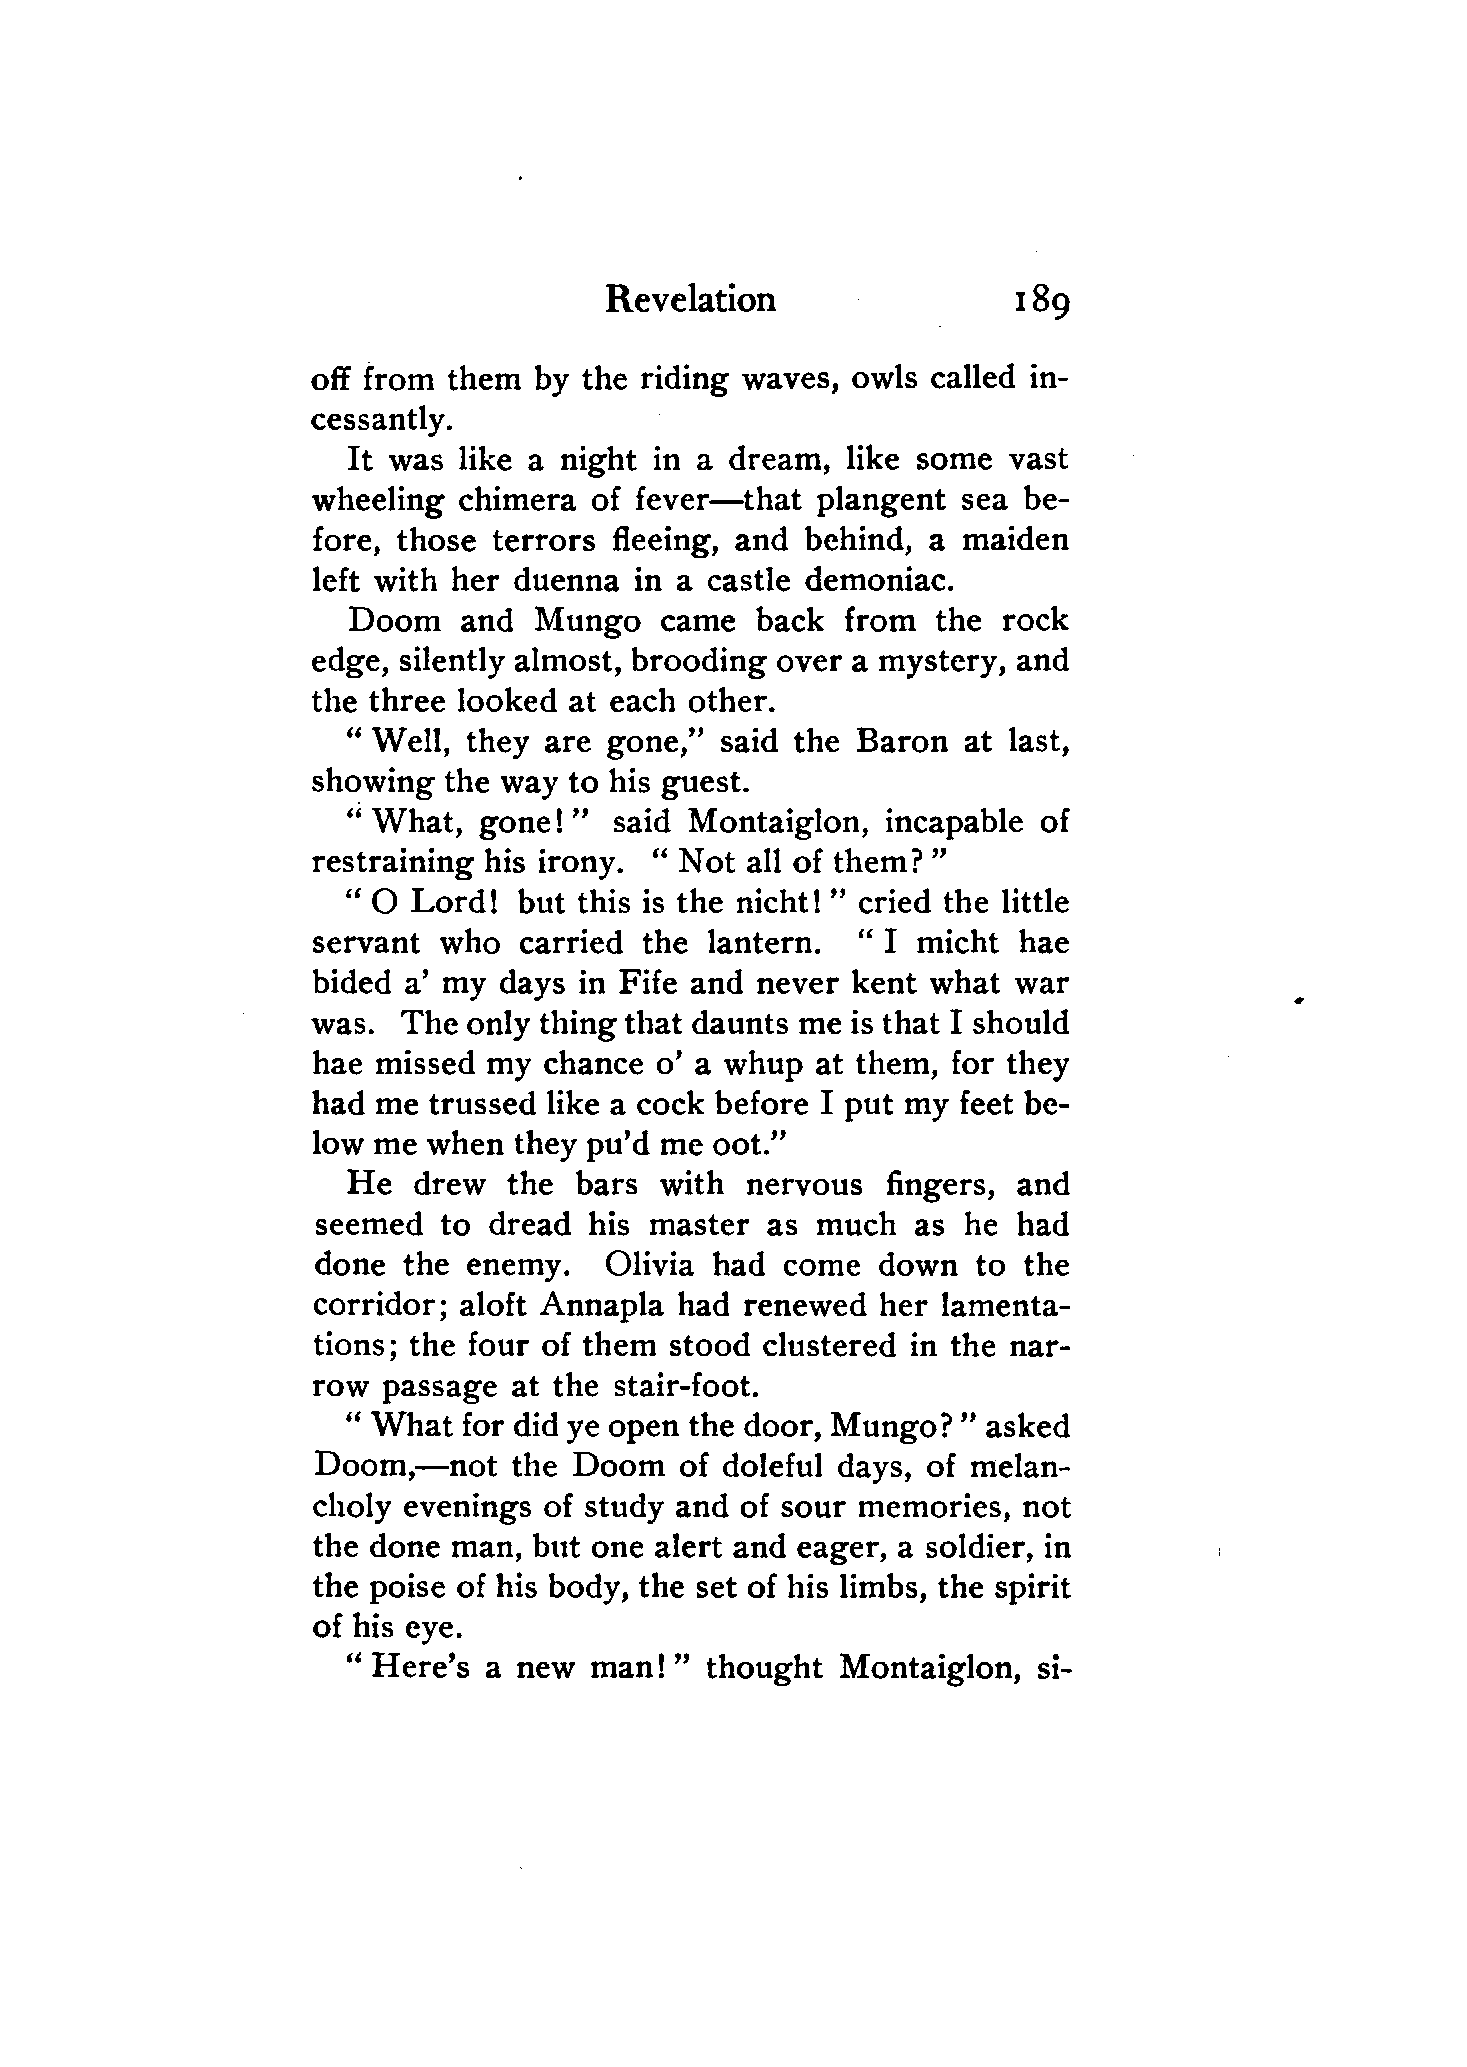 Revelation 189
off from them by the riding waves, owls called in-
cessantly.
It was like a night in a dream, like some vast
wheeling chimera of fever—that plangent sea be-
fore, those terrors fleeing, and behind, a maiden
left with her duenna in a castle demoniac.
Doom and Mungo came back from the rock
edge, silently almost, brooding over a mystery, and
the three looked at each other.
“ Well, they are gone,” said the Baron at last,
showing the way to his guest.
“ What, gone! ” said Montaiglon, incapable of
restraining his irony. “ Not all of them? ”
“ O Lord! but this is the nicht! ” cried the little
servant who carried the lantern. “ I micht hae
bided a’ my days in Fife and never kent what war
was. The only thing that daunts me is that I should
hae missed my chance o’ a whup at them, for they
had me trussed like a cock before I put my feet be-
low me when they pu’d me oot.”
He drew the bars with nervous fingers, and
seemed to dread his master as much as he had
done the enemy. Olivia had come down to the
corridor; aloft Annapla had renewed her lamenta-
tions; the four of them stood clustered in the nar-
row passage at the stair-foot.
“ What for did ye open the door, Mungo? ” asked
Doom,—not the Doom of doleful days, of melan-
choly evenings of study and of sour memories, not
the done man, but one alert and eager, a soldier, in
the poise of his body, the set of his limbs, the spirit
of his eye.
“ Here’s a new man! ” thought Montaiglon, si-